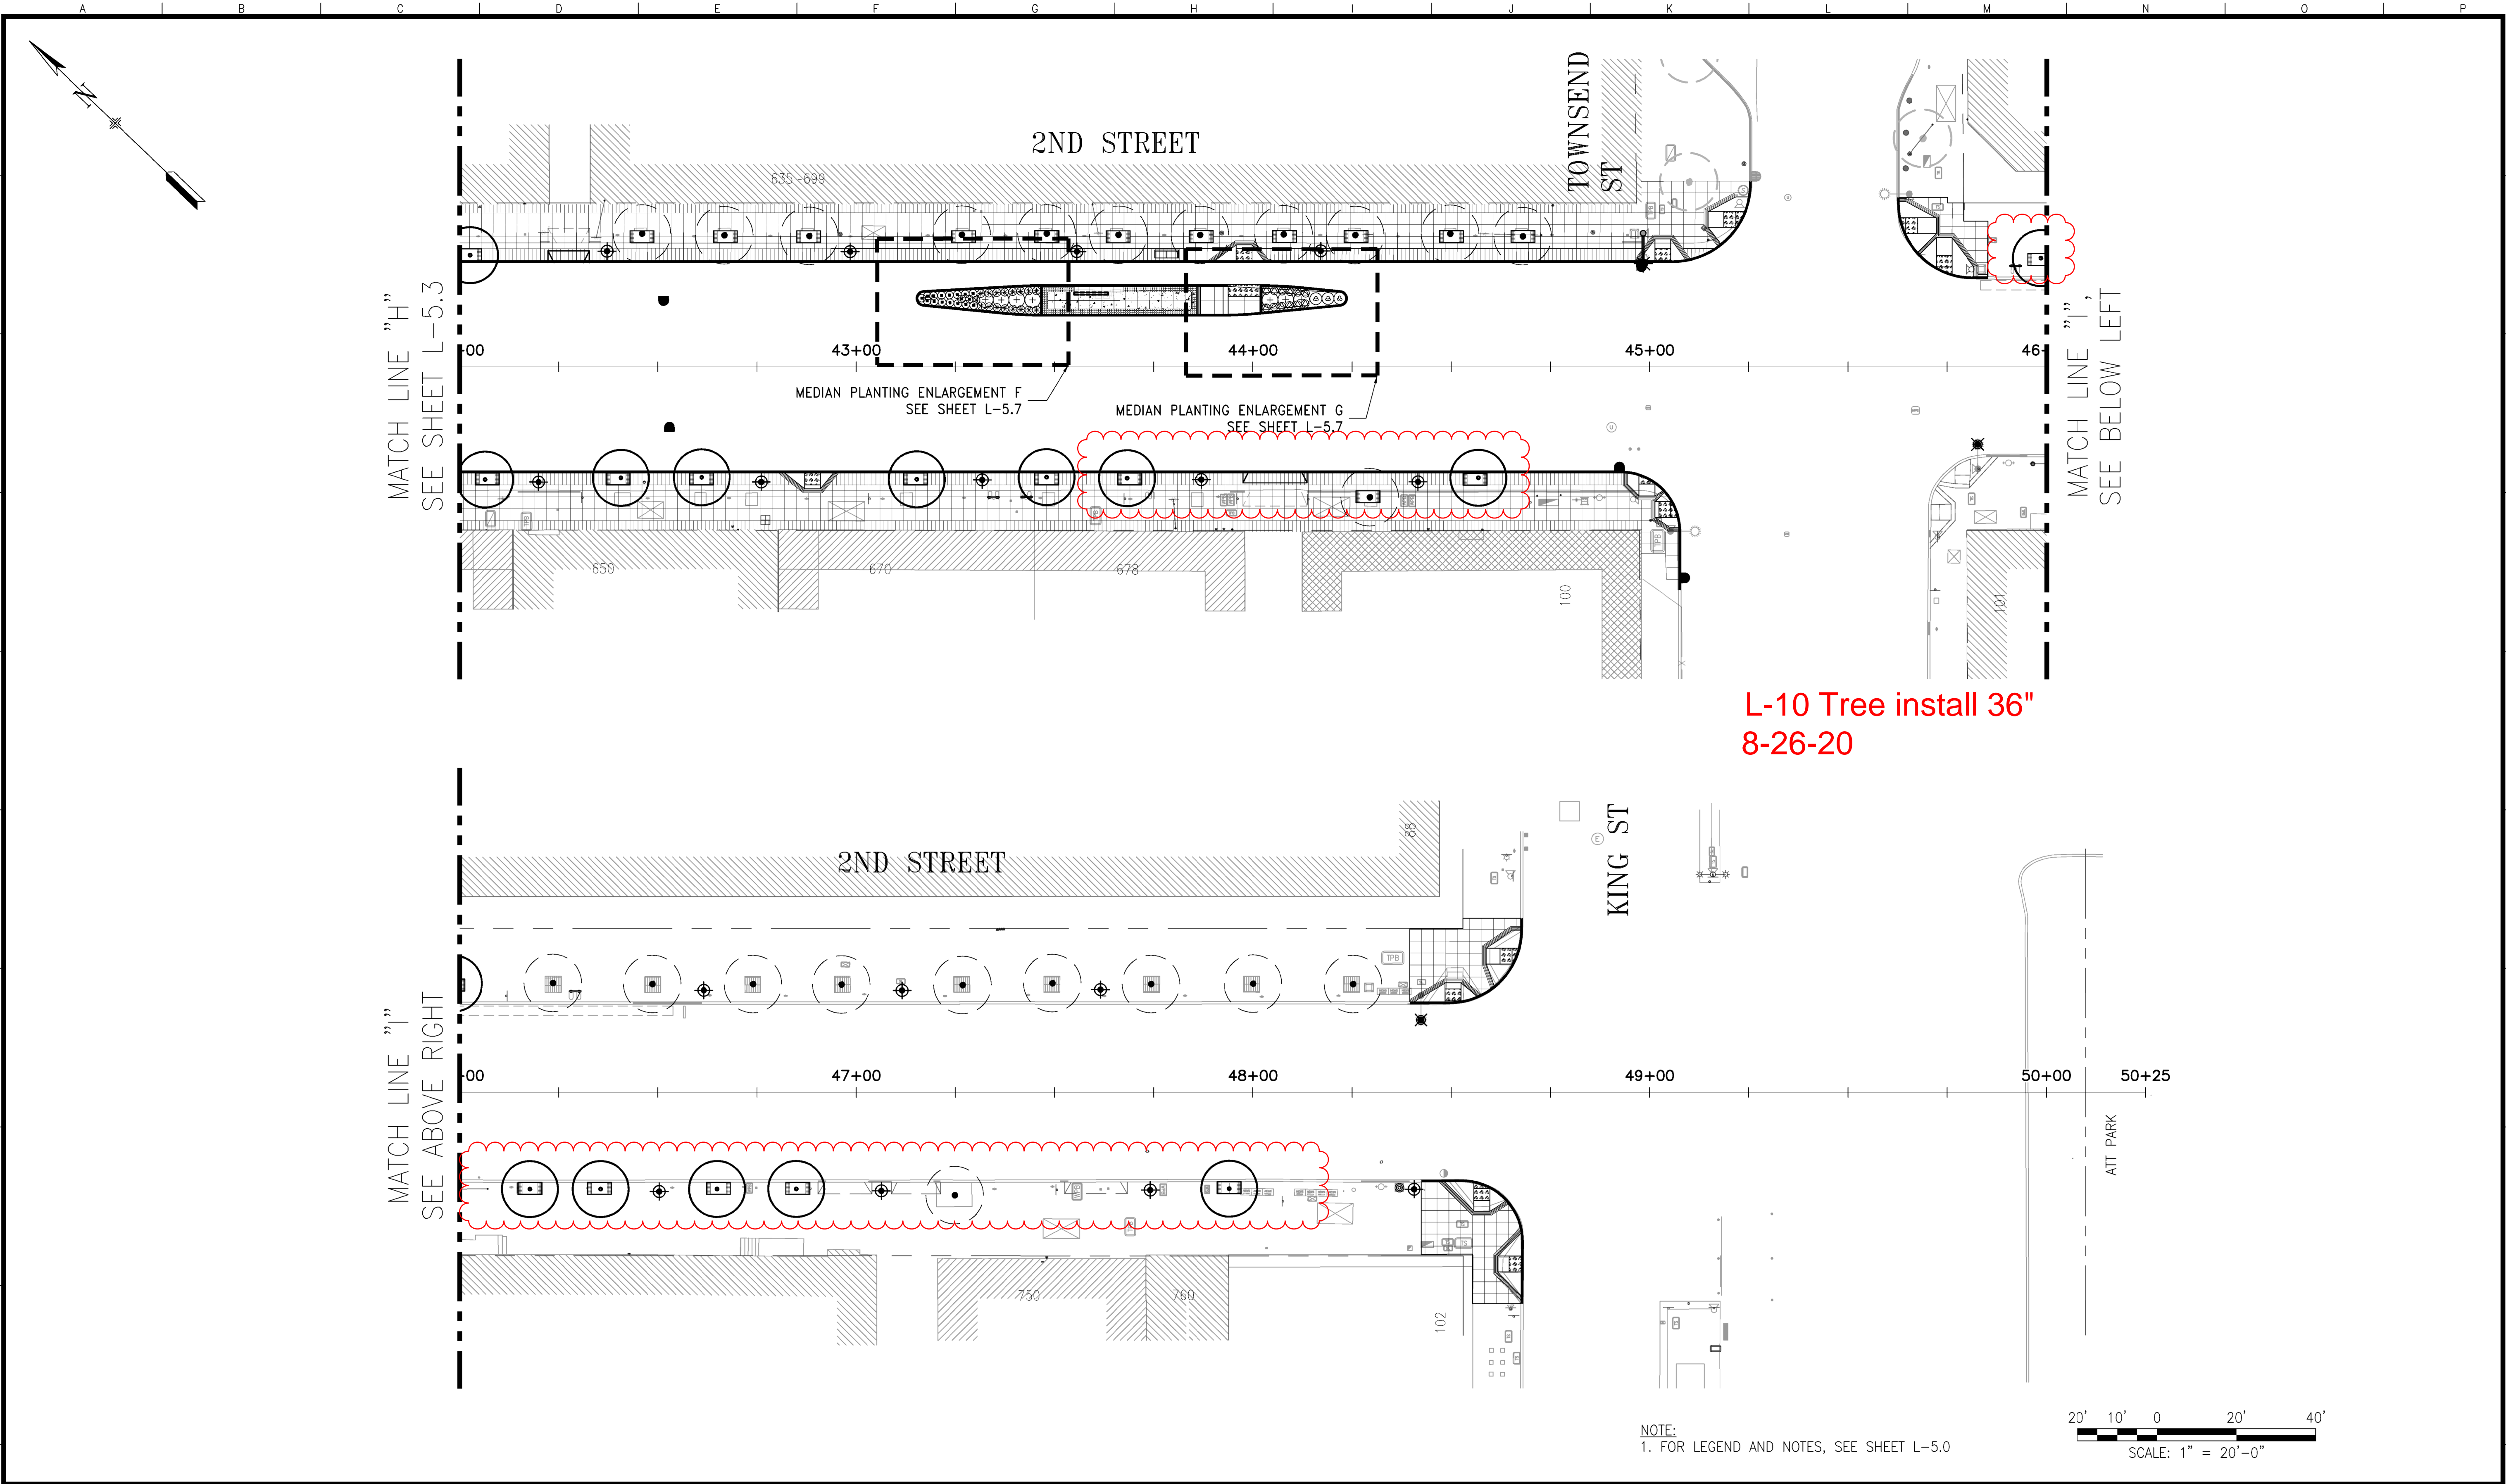 A B C D E F G H I J K L M N O P
N
2ND STREET
TOWNSEND
ST
635-699
MATCH LINE "H"
SEE SHEET L-5.3
+00 43+00 44+00 45+00 46+
MATCH LINE "I",
SEE BELOW LEFT
MEDIAN PLANTING ENLARGEMENT F
SEE SHEET L-5.7
MEDIAN PLANTING ENLARGEMENT G
SEE SHEET L-5.7
650
670
678
100
101
L-10 Tree install 36"
8-26-20
2ND STREET
88
KING ST
E
TPB
MATCH LINE "I"
SEE ABOVE RIGHT
+00 47+00 48+00 49+00 50+00 50+25
ATT PARK
750
760
102
NOTE:
1. FOR LEGEND AND NOTES, SEE SHEET L-5.0
20' 10' 0 20' 40'
SCALE: 1" = 20'-0"